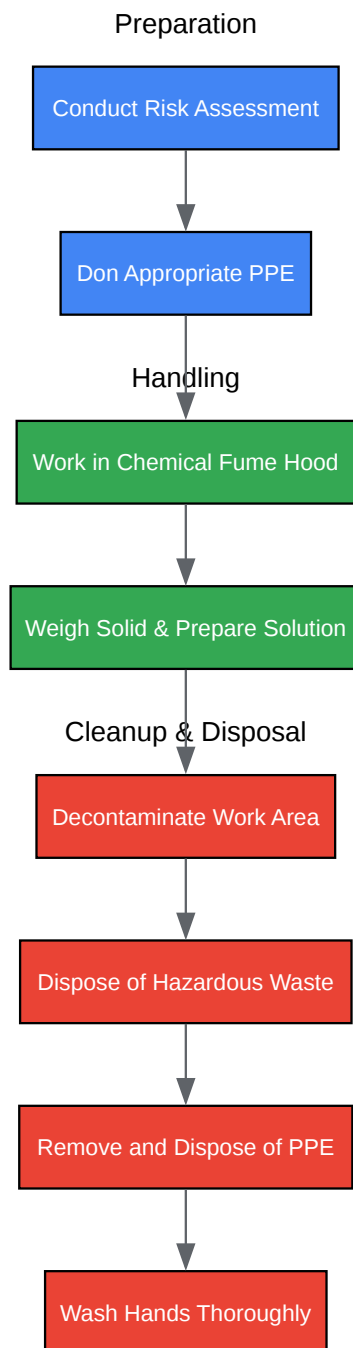 Preparation
Conduct Risk Assessment
Don Appropriate PPE
Handling
Work in Chemical Fume Hood
Weigh Solid & Prepare Solution
Cleanup & Disposal
Decontaminate Work Area
Dispose of Hazardous Waste
Remove and Dispose of PPE
Wash Hands Thoroughly